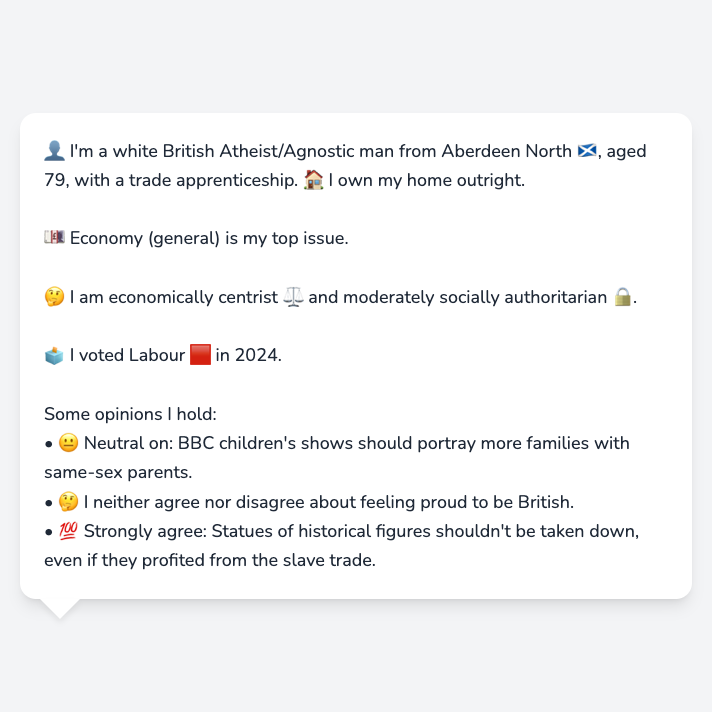 👤 I'm a white British Atheist/Agnostic man from Aberdeen North 🏴󠁧󠁢󠁳󠁣󠁴󠁿, aged
79, with a trade apprenticeship. 🏠 I own my home outright.
💷 Economy (general) is my top issue.
🤔 I am economically centrist ⚖️ and moderately socially authoritarian 🔒.
🗳️ I voted Labour 🟥 in 2024.
Some opinions I hold:
• 😐 Neutral on: BBC children's shows should portray more families with
same-sex parents.
• 🤔 I neither agree nor disagree about feeling proud to be British.
• 💯 Strongly agree: Statues of historical figures shouldn't be taken down,
even if they profited from the slave trade.